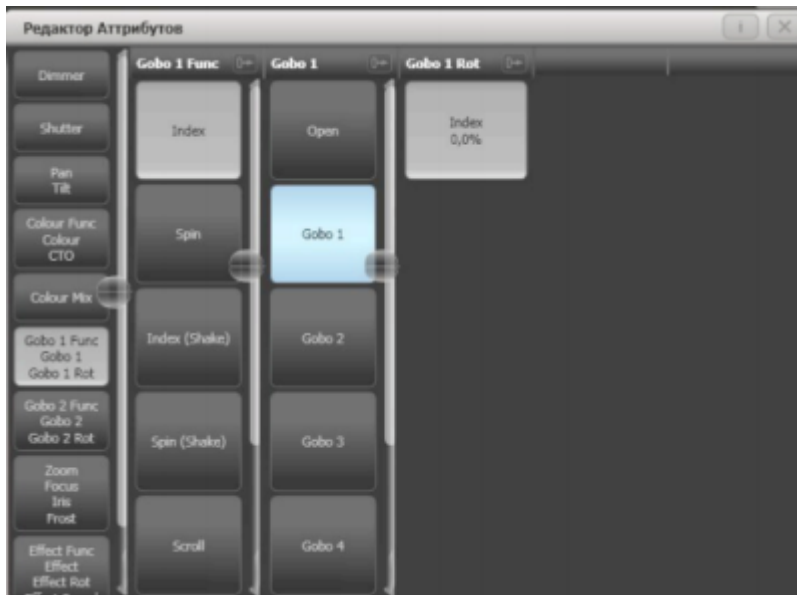 Редактор Аттрибутов
Dimmer
Shutter
Pan
Tilt
Colour Func
Colour
CTO
Colour Mix
Gobo 1 Func
Gobo 1
Gobo 1 Rot
Gobo 2 Func
Gobo 2
Gobo 2 Rot
Zoom
Focus
Iris
Frost
Effect Func
Effect
Effect Rot
Gobo 1 Func
Index
Spin
Index (Shake)
Spin (Shake)
Scroll
Gobo 1
Open
Gobo 1
Gobo 2
Gobo 3
Gobo 4
Gobo 1 Rot
Index
0,0%